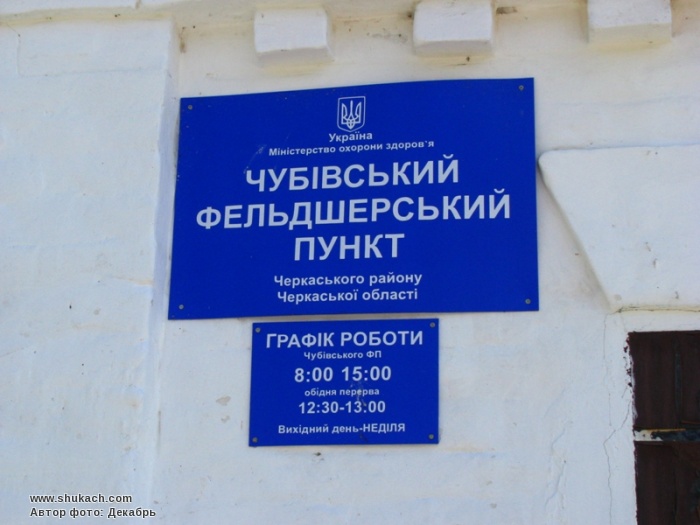 Україна
Міністерство охорони здоров'я
ЧУБІВСЬКИЙ
ФЕЛЬДШЕРСЬКИЙ
ПУНКТ
Черкаського району
Черкаської області
ГРАФІК РОБОТИ
Чубівського ФП
8:00 15:00
обідня перерва
12:30-13:00
Вихідний день-НЕДІЛЯ
www.shukach.com
Автор фото: Декабрь